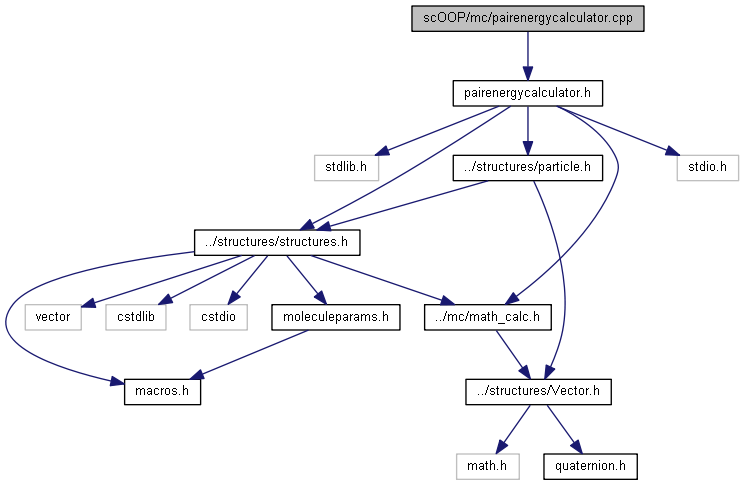 scOOP/mc/pairenergycalculator.cpp
pairenergycalculator.h
stdlib.h
../structures/particle.h
stdio.h
../structures/structures.h
vector
cstdlib
cstdio
moleculeparams.h
../mc/math_calc.h
macros.h
../structures/Vector.h
math.h
quaternion.h